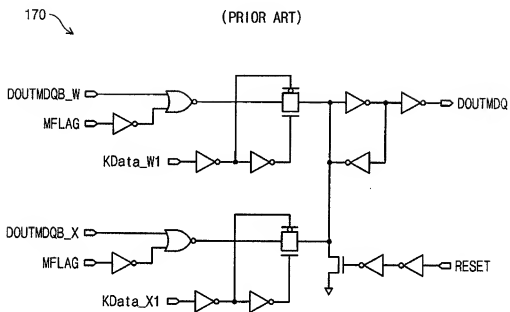 170
(PRIOR ART)
DOUTMDQB_W
MFLAG
DOUTMDQ
KData_W1
DOUTMDQB_X
MFLAG
RESET
KData_X1